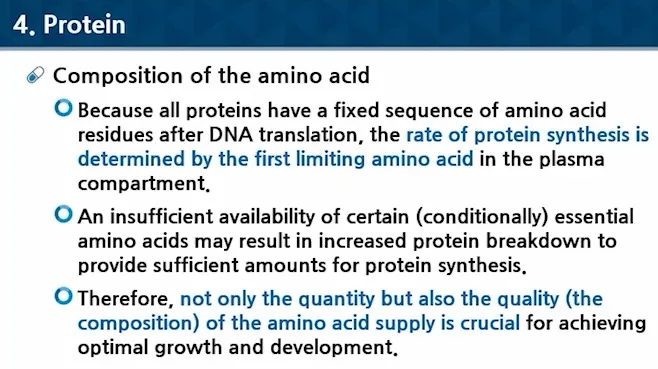 4. Protein
Composition of the amino acid
Because all proteins have a fixed sequence of amino acid
residues after DNA translation, the rate of protein synthesis is
determined by the first limiting amino acid in the plasma
compartment.
An insufficient availability of certain (conditionally) essential
amino acids may result in increased protein breakdown to
provide sufficient amounts for protein synthesis.
Therefore, not only the quantity but also the quality (the
composition) of the amino acid supply is crucial for achieving
optimal growth and development.